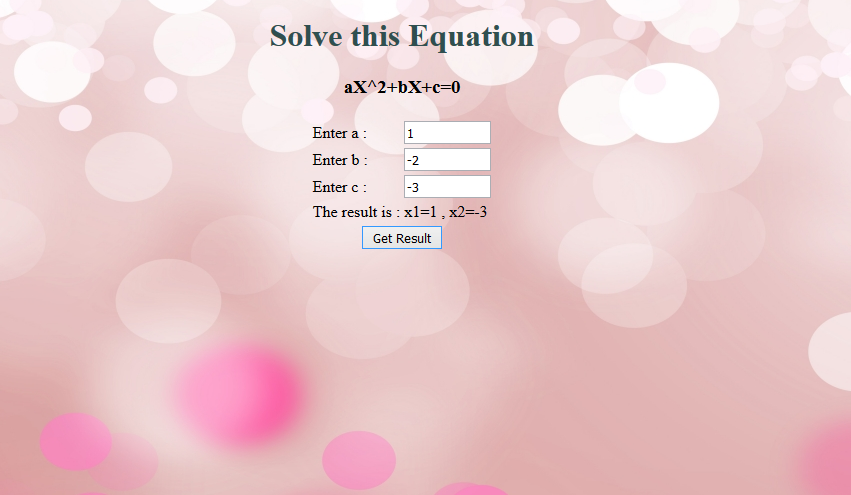 Solve this Equation
aX^2+bX+c=0
Enter a : 1
Enter b : -2
Enter c : -3
The result is : x1=1 , x2=-3
Get Result